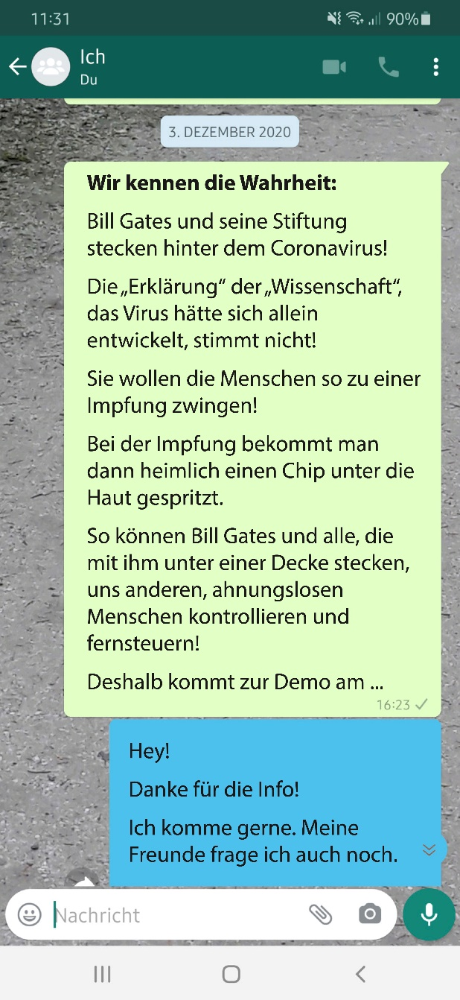 11:31 90%
Ich
Du
3. DEZEMBER 2020
Wir kennen die Wahrheit:
Bill Gates und seine Stiftung
stecken hinter dem Coronavirus!
Die „Erklärung“ der „Wissenschaft“,
das Virus hätte sich allein
entwickelt, stimmt nicht!
Sie wollen die Menschen so zu einer
Impfung zwingen!
Bei der Impfung bekommt man
dann heimlich einen Chip unter die
Haut gespritzt.
So können Bill Gates und alle, die
mit ihm unter einer Decke stecken,
uns anderen, ahnungslosen
Menschen kontrollieren und
fernsteuern!
Deshalb kommt zur Demo am ...
16:23
Hey!
Danke für die Info!
Ich komme gerne. Meine
Freunde frage ich auch noch.
Nachricht